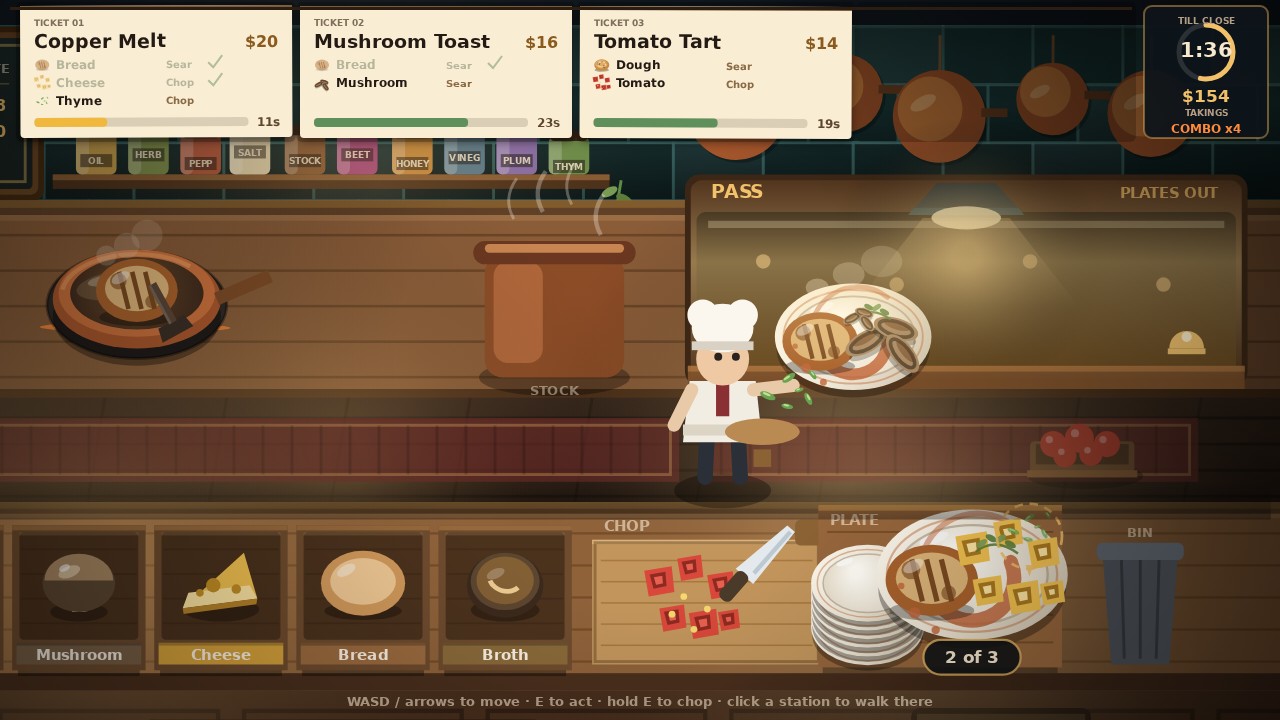 TICKET 01
Copper Melt $20
Bread Sear
Cheese Chop
Thyme Chop
11s
TICKET 02
Mushroom Toast $16
Bread Sear
Mushroom Sear
23s
TICKET 03
Tomato Tart $14
Dough Sear
Tomato Chop
19s
TILL CLOSE
1:36
$154
TAKINGS
COMBO x4
OIL
HERB
PEPP
SALT
STOCK
BEET
HONEY
VINEG
PLUM
THYM
PASS
PLATES OUT
STOCK
CHOP
PLATE
BIN
Mushroom
Cheese
Bread
Broth
2 of 3
WASD / arrows to move · E to act · hold E to chop · click a station to walk there